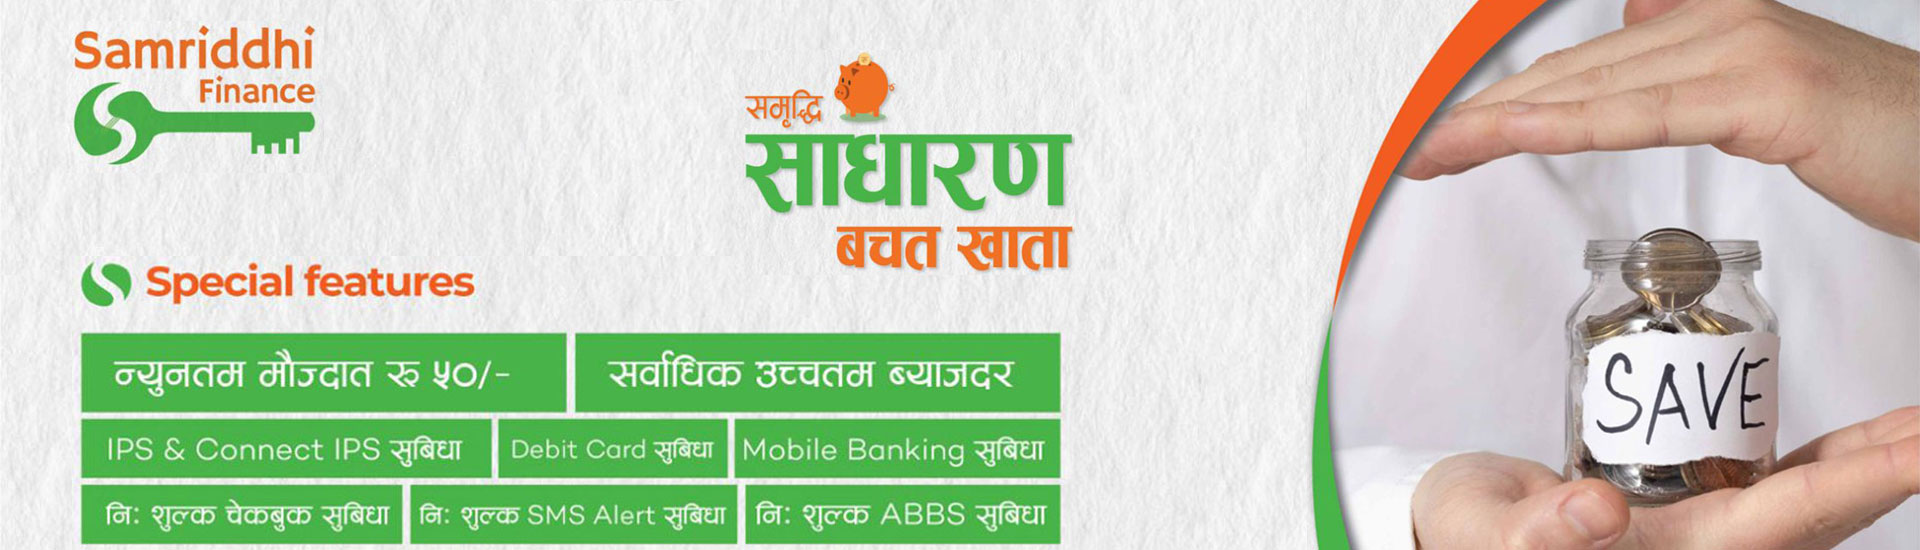 Samriddhi
Finance
समृद्धि
साधारण
बचत खाता
Special features
न्युनतम मौज्दात रु ५०/-
सर्वाधिक उच्चतम ब्याजदर
IPS & Connect IPS सुबिधा
Debit Card सुबिधा
Mobile Banking सुबिधा
नि: शुल्क चेकबुक सुबिधा
नि: शुल्क SMS Alert सुबिधा
नि: शुल्क ABBS सुबिधा
SAVE